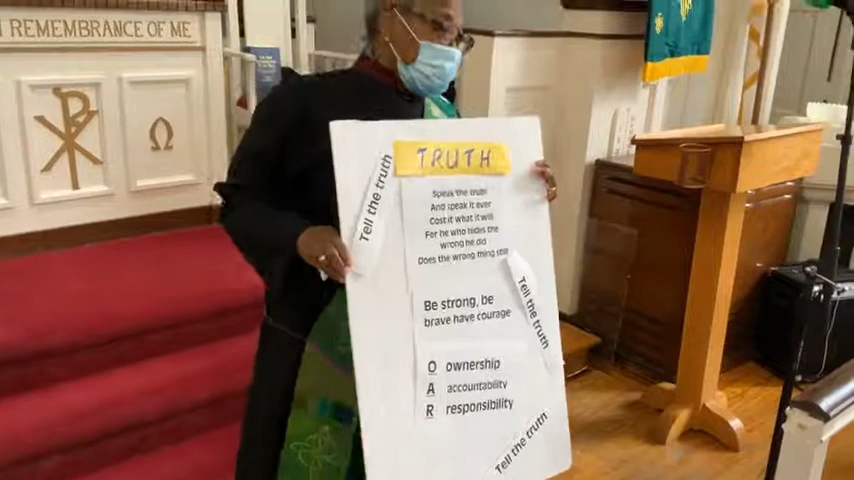 REMEMBRANCE OF ME
TRUTH
Tell the truth
Speak the truth
And speak it ever
Cost it what it will
For he who hides the
wrong he did
Does the wrong thing still
Tell the truth
Be strong, be
brave have courage
O ownership
A accountability
R responsibility
Tell the truth